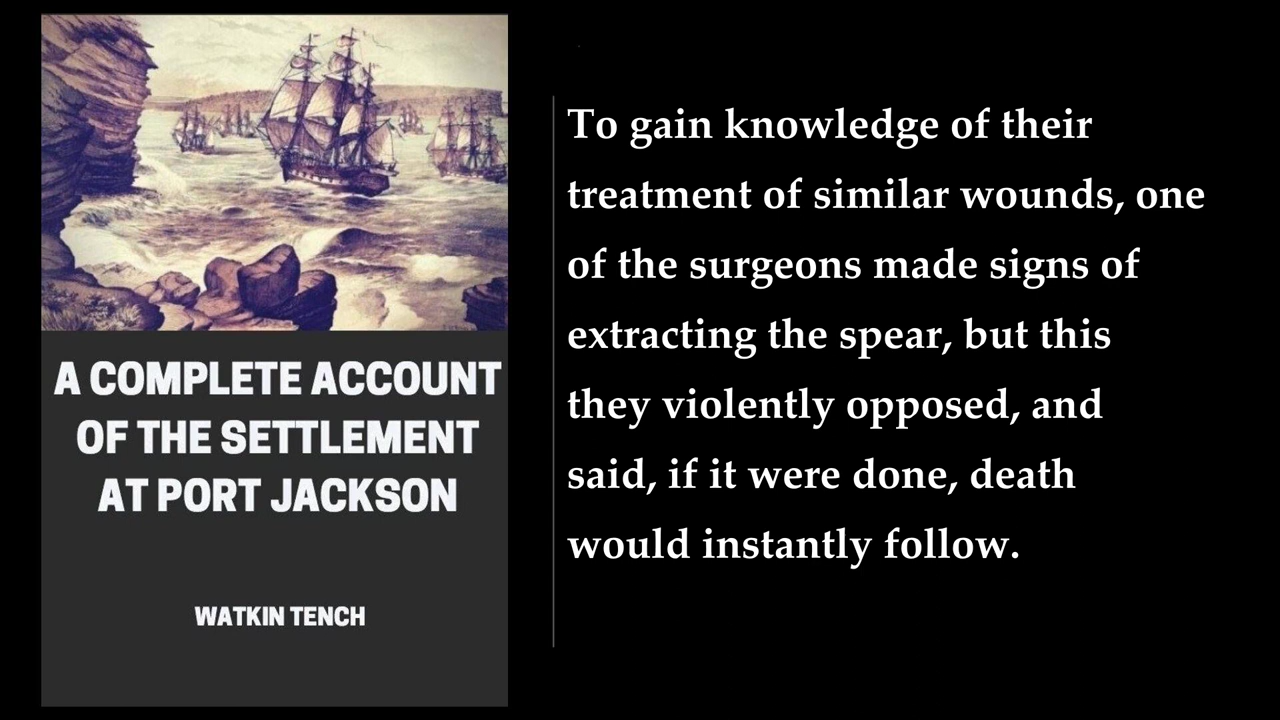 A COMPLETE ACCOUNT
OF THE SETTLEMENT
AT PORT JACKSON
WATKIN TENCH
To gain knowledge of their
treatment of similar wounds, one
of the surgeons made signs of
extracting the spear, but this
they violently opposed, and
said, if it were done, death
would instantly follow.